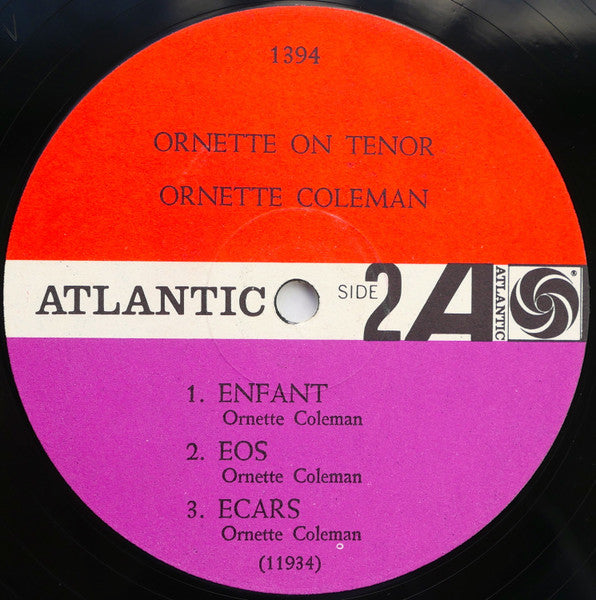 1394
ORNETTE ON TENOR
ORNETTE COLEMAN
ATLANTIC SIDE 2 A ATLANTIC ®
1. ENFANT
Ornette Coleman
2. EOS
Ornette Coleman
3. ECARS
Ornette Coleman
(11934)